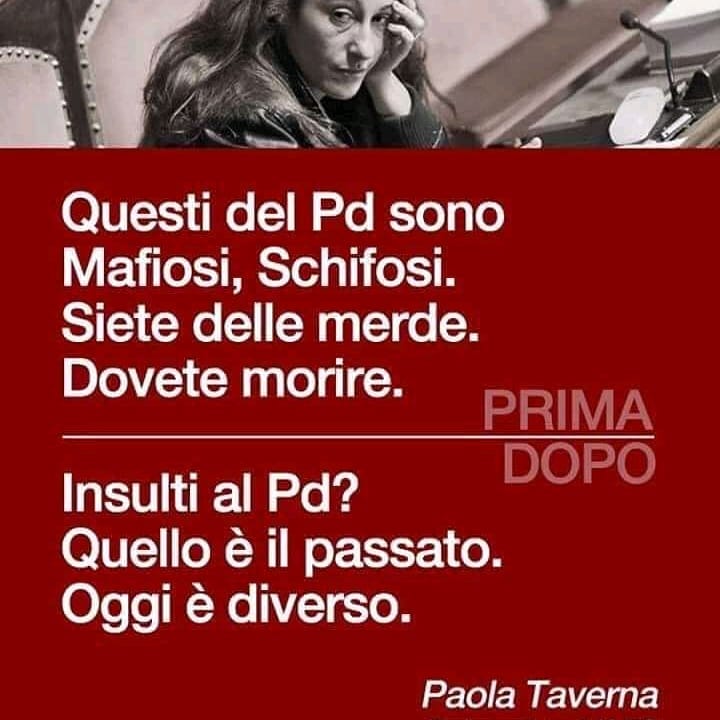 Questi del Pd sono
Mafiosi, Schifosi.
Siete delle merde.
Dovete morire.
PRIMA
DOPO
Insulti al Pd?
Quello è il passato.
Oggi è diverso.
Paola Taverna